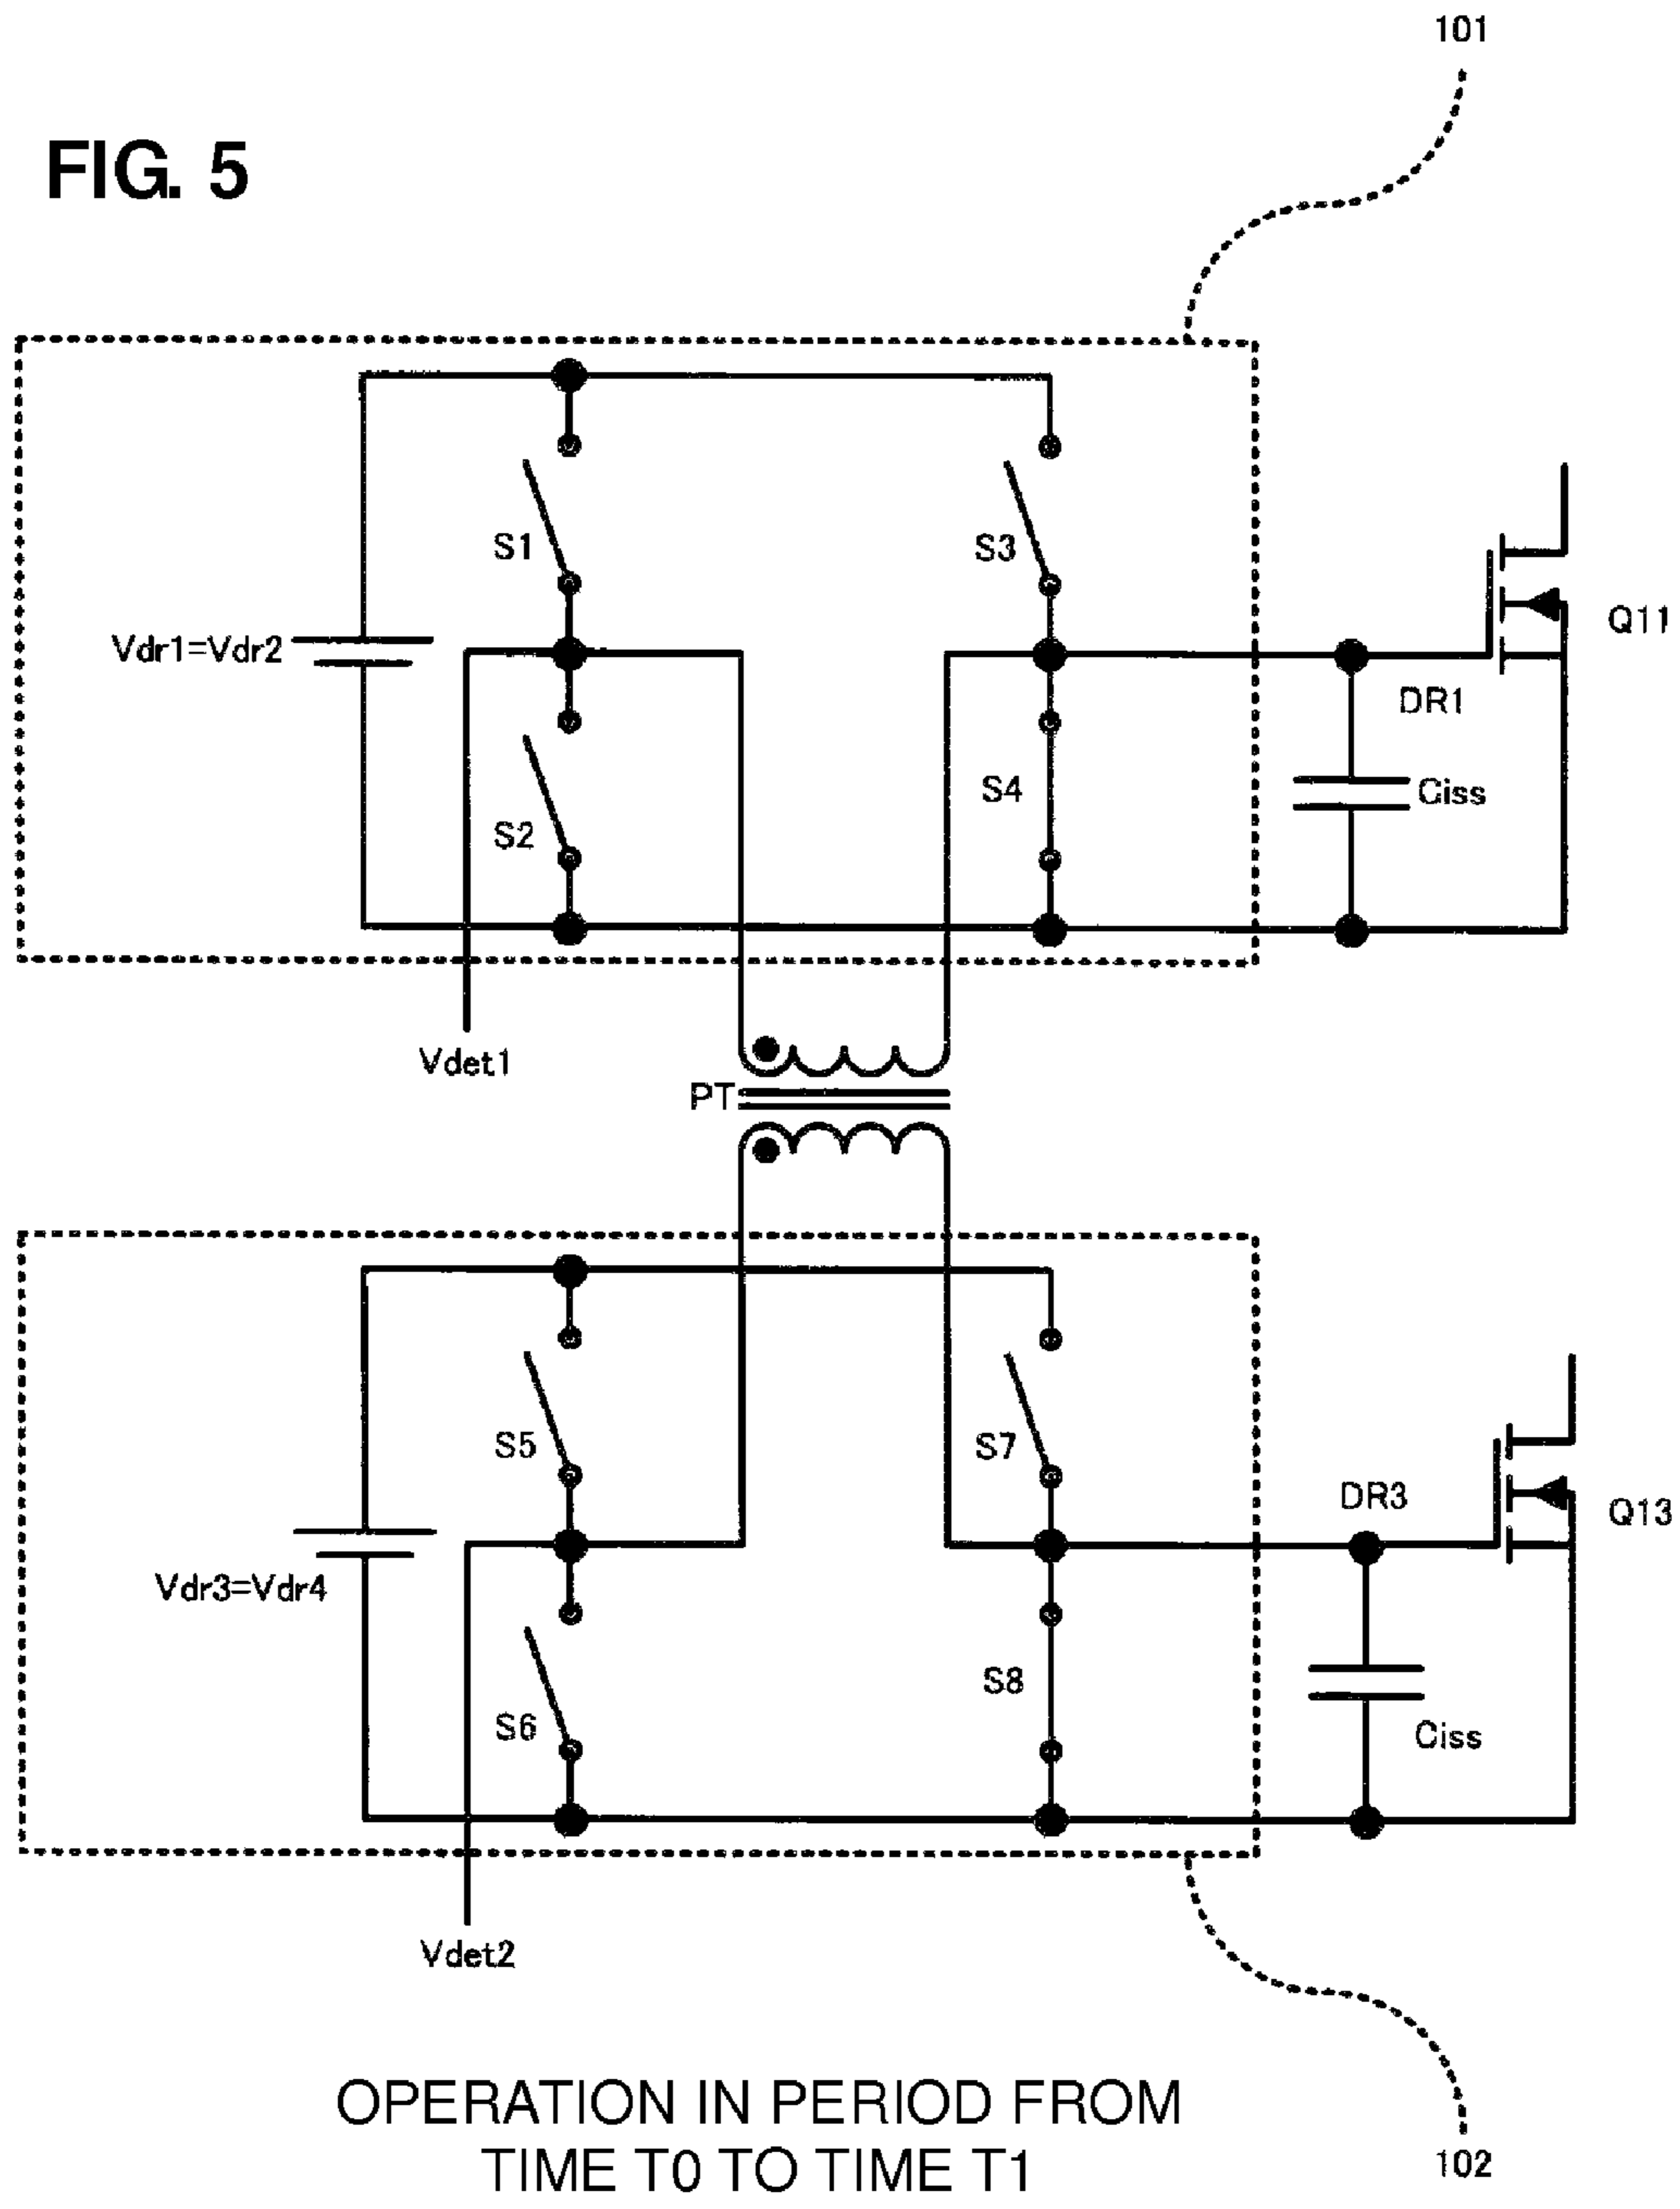 101
FIG. 5
S1
S3
Vdr1=Vdr2
Q11
DR1
S4
Ciss
S2
Vdet1
PT
S5
S7
DR3
Q13
Vdr3=Vdr4
S8
S6
Ciss
Vdet2
OPERATION IN PERIOD FROM
TIME T0 TO TIME T1
102